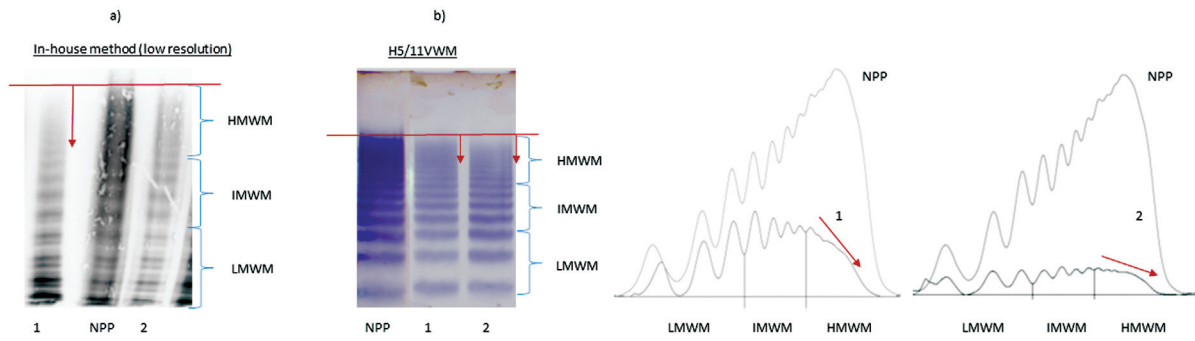 a)
In-house method (low resolution)
HMWM
IMWM
LMWM
1 NPP 2
b)
H5/11VWM
HMWM
IMWM
LMWM
NPP 1 2
NPP
1
LMWM IMWM HMWM
NPP
2
LMWM IMWM HMWM